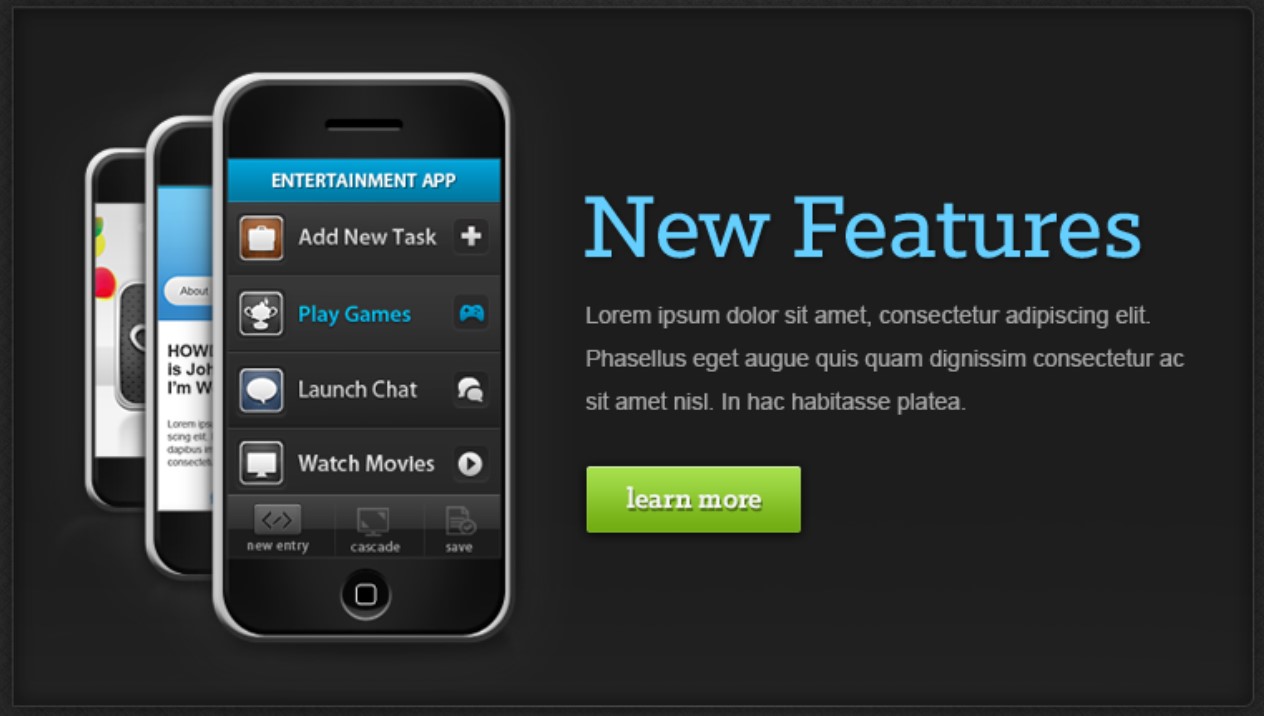 ENTERTAINMENT APP
Add New Task
Play Games
Launch Chat
Watch Movies
new entry
cascade
save
About
HOW
is Joh
I'm W
Lorem ips
scing elit.
dapibus in
consectet
New Features
Lorem ipsum dolor sit amet, consectetur adipiscing elit.
Phasellus eget augue quis quam dignissim consectetur ac
sit amet nisl. In hac habitasse platea.
learn more